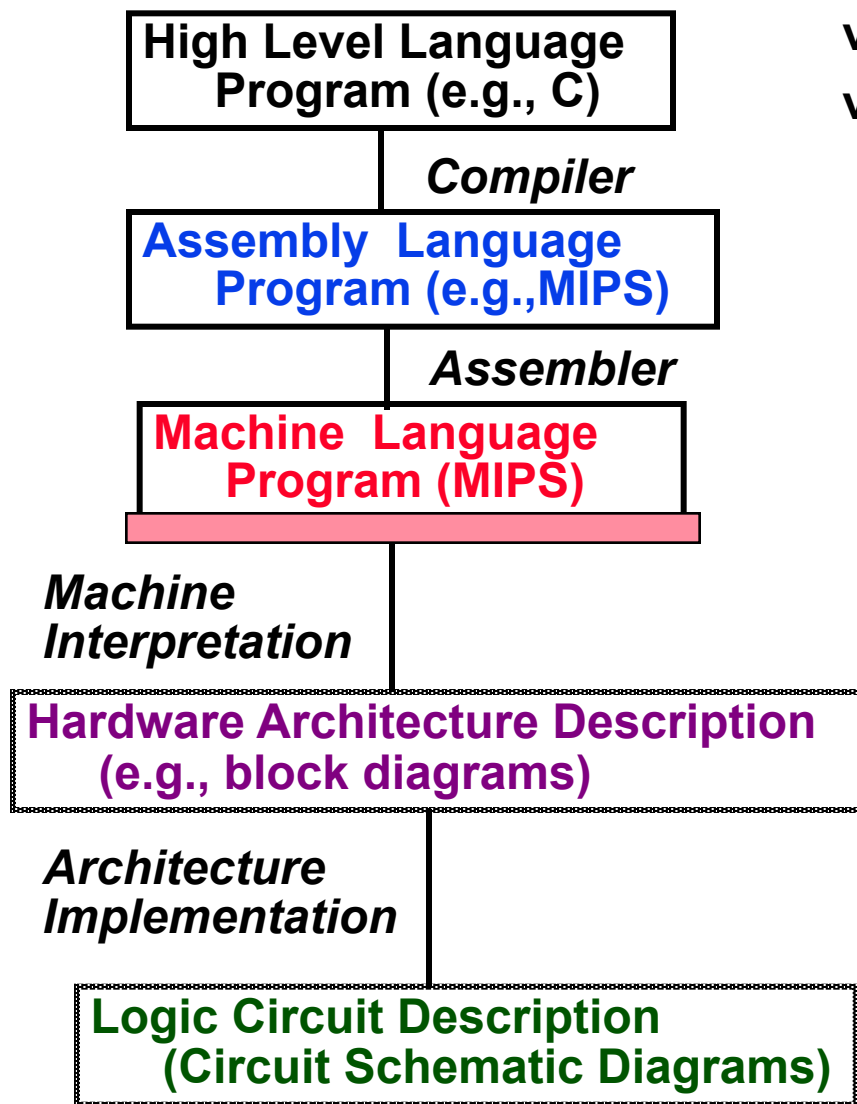 High Level Language
Program (e.g., C)
v
v
Compiler
Assembly Language
Program (e.g.,MIPS)
Assembler
Machine Language
Program (MIPS)
Machine
Interpretation
Hardware Architecture Description
(e.g., block diagrams)
Architecture
Implementation
Logic Circuit Description
(Circuit Schematic Diagrams)